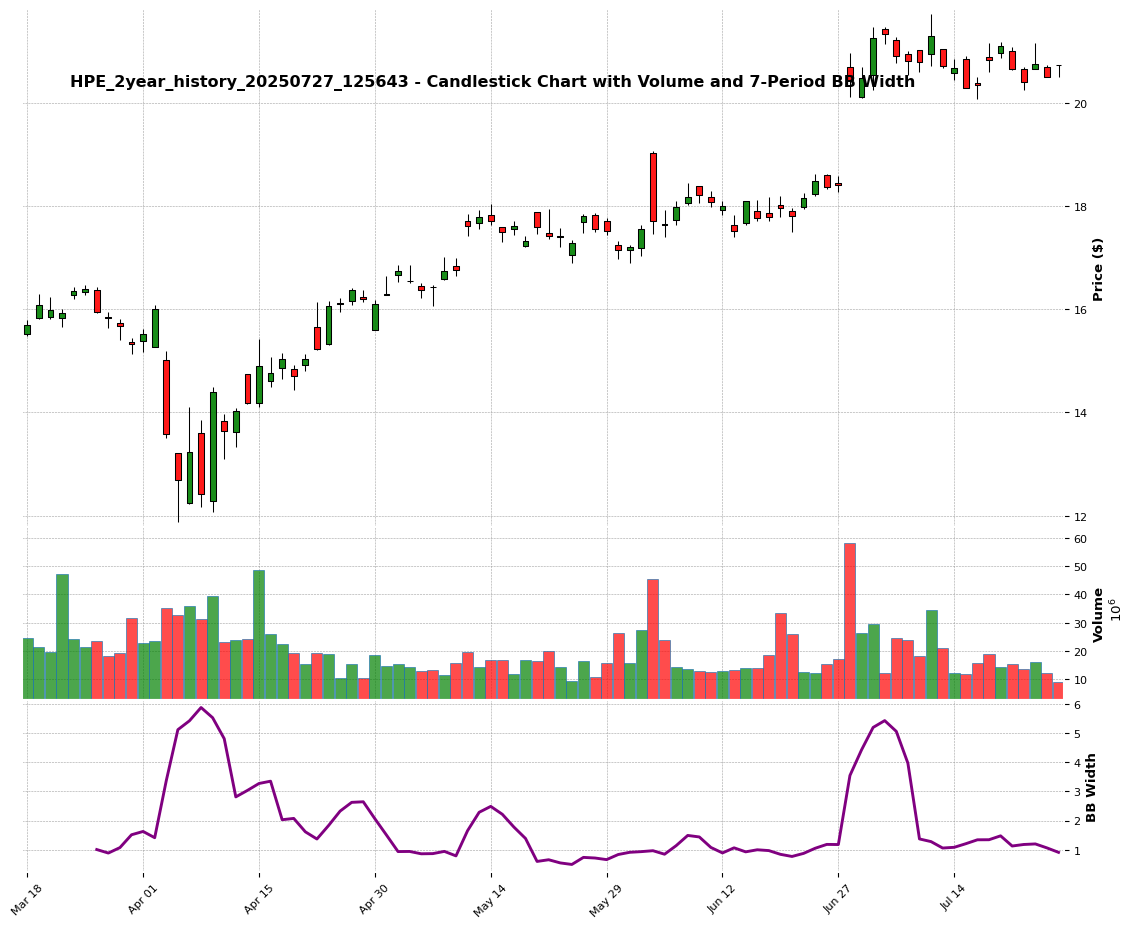 HPE_2year_history_20250727_125643 - Candlestick Chart with Volume and 7-Period BB Width
20
18
16
14
12
Price ($)
60
50
40
30
20
10
Volume
10^6
6
5
4
3
2
1
BB Width
Mar 18
Apr 01
Apr 15
Apr 30
May 14
May 29
Jun 12
Jun 27
Jul 14